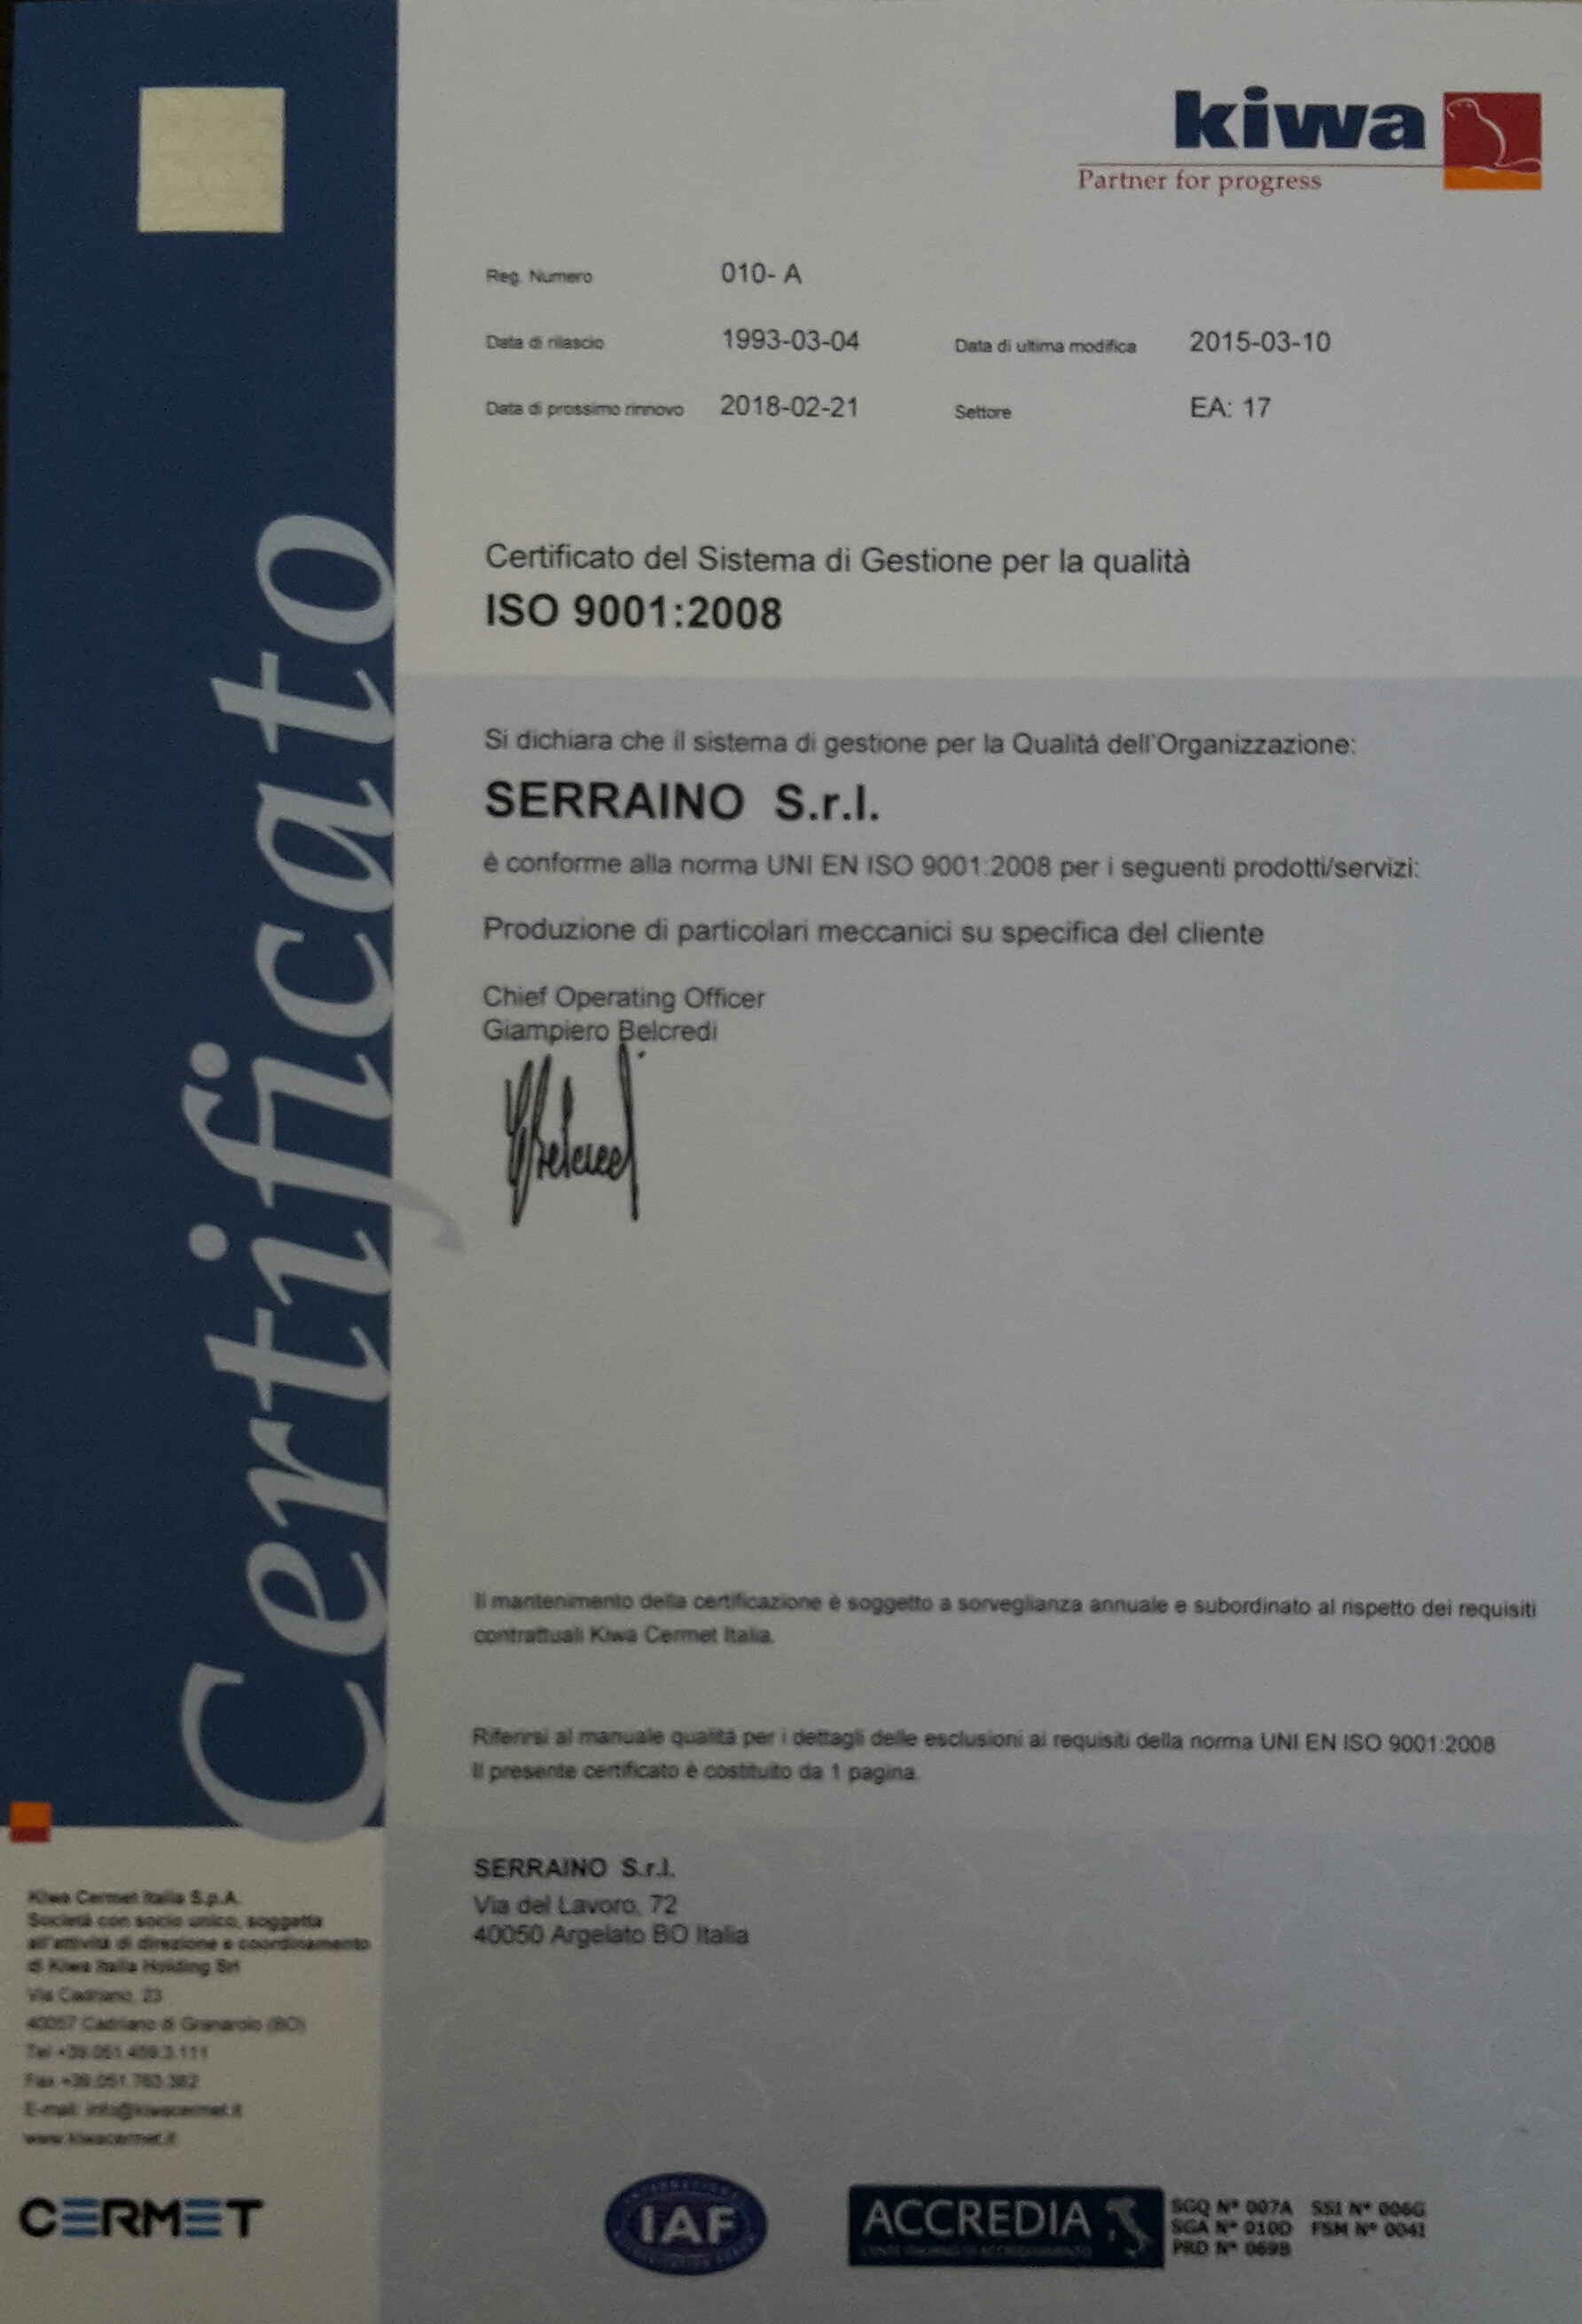 kiwa
Partner for progress
Reg. Numero 010- A
Data di rilascio 1993-03-04 Data di ultima modifica 2015-03-10
Data di prossimo rinnovo 2018-02-21 Settore EA: 17
Certificato
Certificato del Sistema di Gestione per la qualità
ISO 9001:2008
Si dichiara che il sistema di gestione per la Qualità dell'Organizzazione:
SERRAINO S.r.l.
è conforme alla norma UNI EN ISO 9001:2008 per i seguenti prodotti/servizi:
Produzione di particolari meccanici su specifica del cliente
Chief Operating Officer
Giampiero Belcredi
Il mantenimento della certificazione è soggetto a sorveglianza annuale e subordinato al rispetto dei requisiti
contrattuali Kiwa Cermet Italia.
Riferirsi al manuale qualità per i dettagli delle esclusioni ai requisiti della norma UNI EN ISO 9001:2008
Il presente certificato è costituito da 1 pagina.
SERRAINO S.r.l.
Via del Lavoro, 72
40050 Argelato BO Italia
Kiwa Cermet Italia S.p.A.
Società con socio unico, soggetta
all'attività di direzione e coordinamento
di Kiwa Italia Holding Srl
Via Cadriano, 23
40057 Cadriano di Granarolo (BO)
Tel +39.051.459.3.111
Fax +39.051.763.382
E-mail: info@kiwacermet.it
www.kiwacermet.it
CERMET
INTERNATIONAL
IAF
ACCREDIA
SGQ N° 007A SSI N° 006G
SGA N° 010D FSM N° 004I
PRD N° 069B